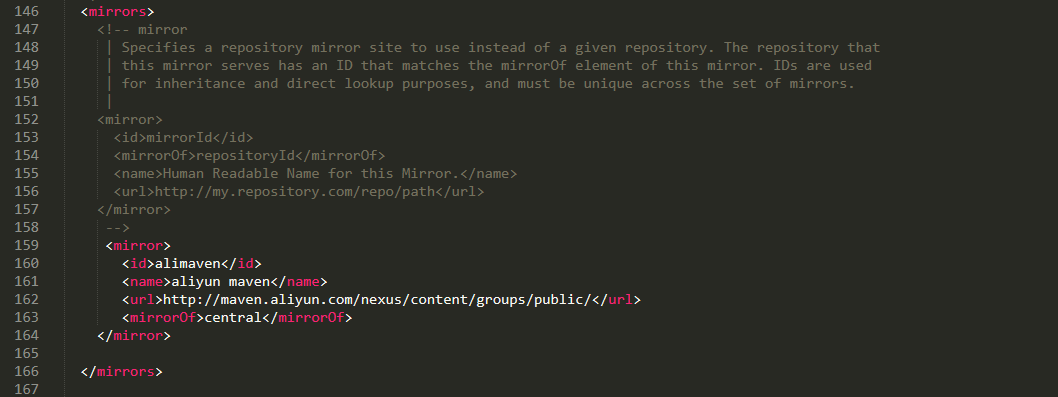 146 <mirrors>
147 <!-- mirror
148 | Specifies a repository mirror site to use instead of a given repository. The repository that
149 | this mirror serves has an ID that matches the mirrorOf element of this mirror. IDs are used
150 | for inheritance and direct lookup purposes, and must be unique across the set of mirrors.
151 |
152 <mirror>
153 <id>mirrorId</id>
154 <mirrorOf>repositoryId</mirrorOf>
155 <name>Human Readable Name for this Mirror.</name>
156 <url>http://my.repository.com/repo/path</url>
157 </mirror>
158 -->
159 <mirror>
160 <id>alimaven</id>
161 <name>aliyun maven</name>
162 <url>http://maven.aliyun.com/nexus/content/groups/public/</url>
163 <mirrorOf>central</mirrorOf>
164 </mirror>
165
166 </mirrors>
167